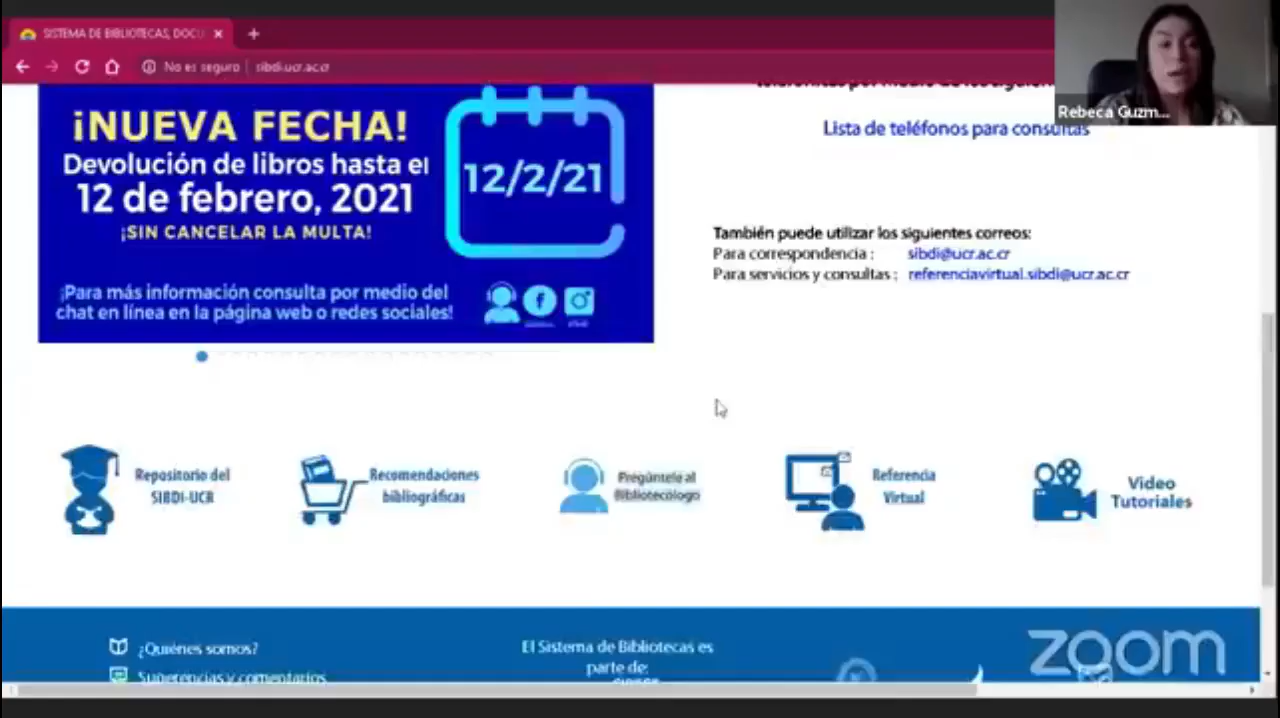 SISTEMA DE BIBLIOTECAS, DOCU
No es seguro
sibdi.ucr.ac.cr
Rebeca Guzm...
¡NUEVA FECHA!
Devolución de libros hasta el
12 de febrero, 2021
¡SIN CANCELAR LA MULTA!
12/2/21
¡Para más información consulta por medio del
chat en línea en la página web o redes sociales!
Lista de teléfonos para consultas
También puede utilizar los siguientes correos:
Para correspondencia : sibdi@ucr.ac.cr
Para servicios y consultas : referenciavirtual.sibdi@ucr.ac.cr
Repositorio del
SIBDI-UCR
Recomendaciones
bibliográficas
Pregúntele al
Bibliotecólogo
Referencia
Virtual
Video
Tutoriales
¿Quiénes somos?
Sugerencias y comentarios
El Sistema de Bibliotecas es
parte de:
zoom